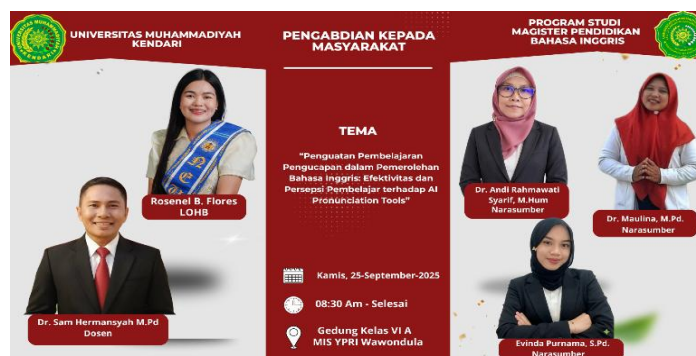 UNIVERSITAS MUHAMMADIYAH
KENDARI
Rosenel B. Flores
LOHB
Dr. Sam Hermansyah M.Pd
Dosen
PENGABDIAN KEPADA
MASYARAKAT
TEMA
"Penguatan Pembelajaran
Pengucapan dalam Pemerolehan
Bahasa Inggris: Efektivitas dan
Persepsi Pembelajar terhadap AI
Pronunciation Tools"
Kamis, 25-September-2025
08:30 Am - Selesai
Gedung Kelas VI A
MIS YPRI Wawondula
PROGRAM STUDI
MAGISTER PENDIDIKAN
BAHASA INGGRIS
Dr. Andi Rahmawati
Syarif, M.Hum
Narasumber
Dr. Maulina, M.Pd.
Narasumber
Evinda Purnama, S.Pd.
Narasumber